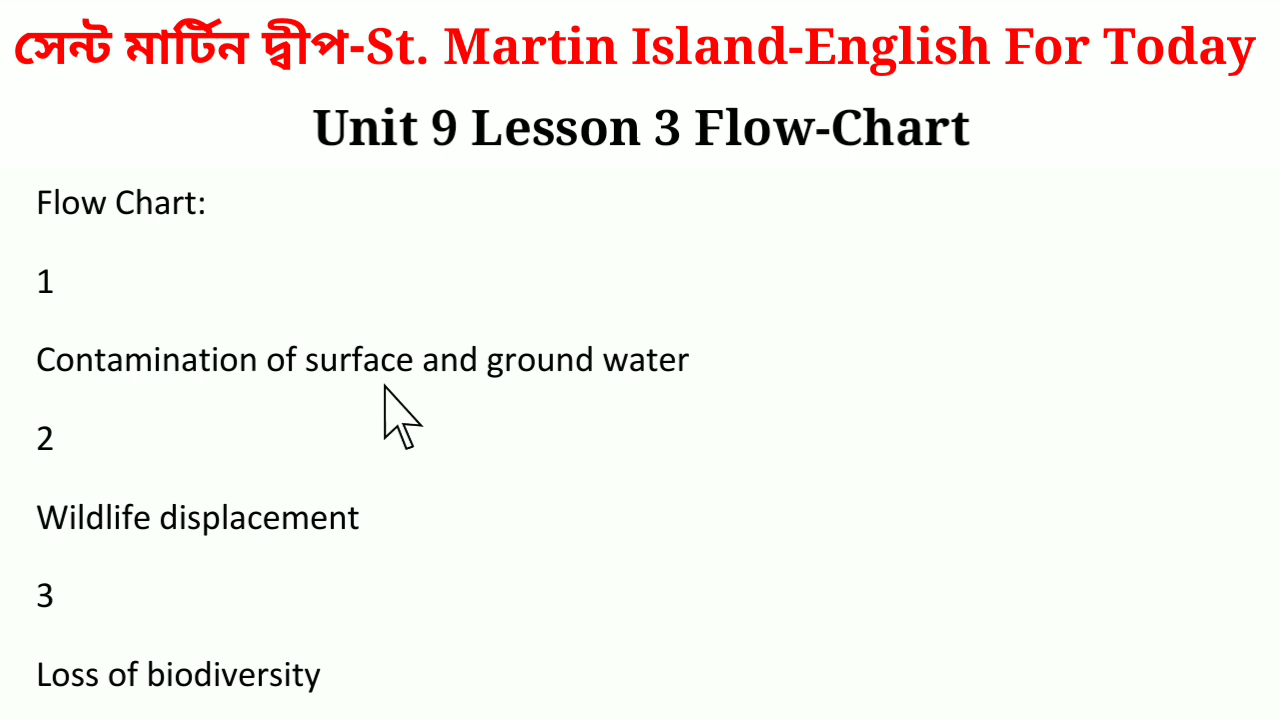 সেন্ট মার্টিন দ্বীপ-St. Martin Island-English For Today
Unit 9 Lesson 3 Flow-Chart
Flow Chart:
1
Contamination of surface and ground water
2
Wildlife displacement
3
Loss of biodiversity